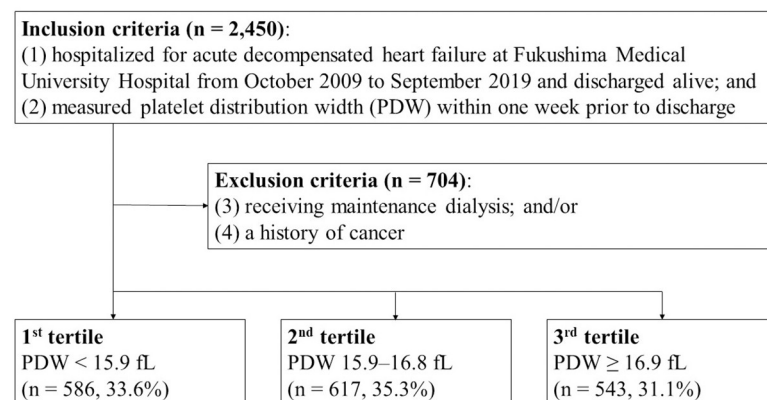 Inclusion criteria (n = 2,450):
(1) hospitalized for acute decompensated heart failure at Fukushima Medical
University Hospital from October 2009 to September 2019 and discharged alive; and
(2) measured platelet distribution width (PDW) within one week prior to discharge
Exclusion criteria (n = 704):
(3) receiving maintenance dialysis; and/or
(4) a history of cancer
1st tertile
PDW < 15.9 fL
(n = 586, 33.6%)
2nd tertile
PDW 15.9–16.8 fL
(n = 617, 35.3%)
3rd tertile
PDW ≥ 16.9 fL
(n = 543, 31.1%)